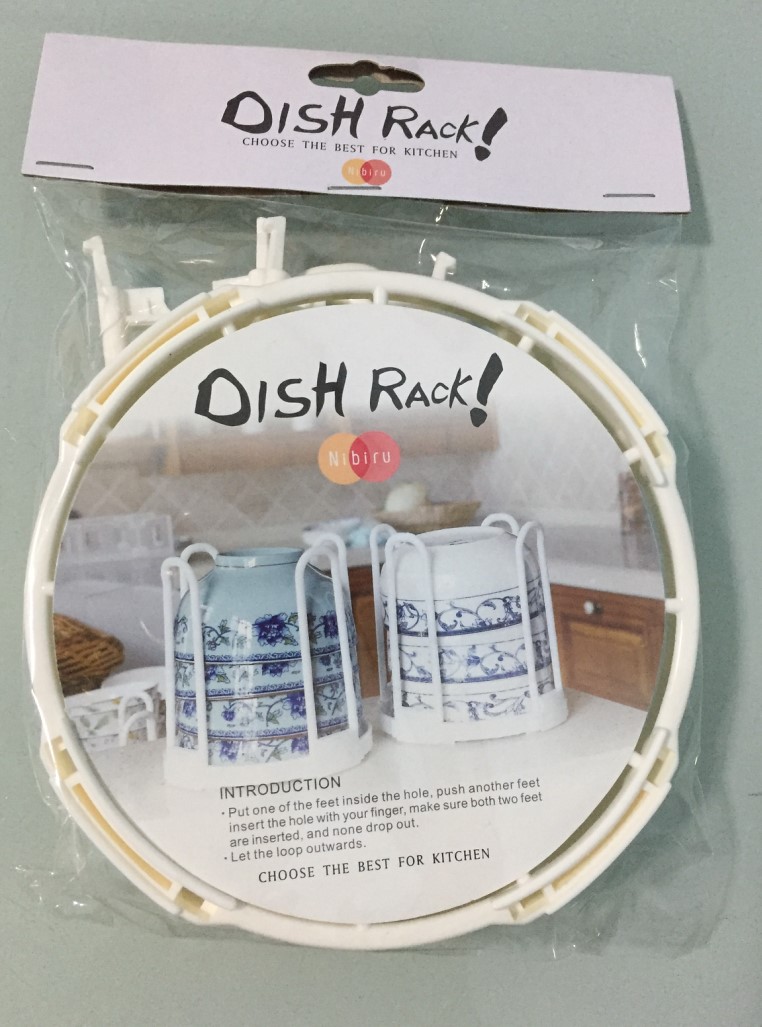 DISH RACK!
CHOOSE THE BEST FOR KITCHEN
Nibiru
DISH RACK!
Nibiru
INTRODUCTION
· Put one of the feet inside the hole, push another feet
insert the hole with your finger, make sure both two feet
are inserted, and none drop out.
· Let the loop outwards.
CHOOSE THE BEST FOR KITCHEN